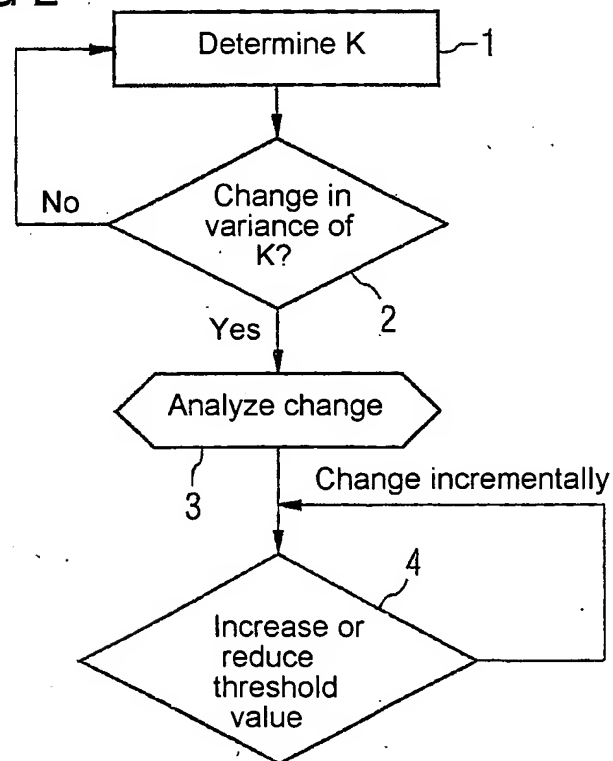 Determine K
1
Change in
variance of
K?
No
2
Yes
Analyze change
3
Change incrementally
4
Increase or
reduce
threshold
value